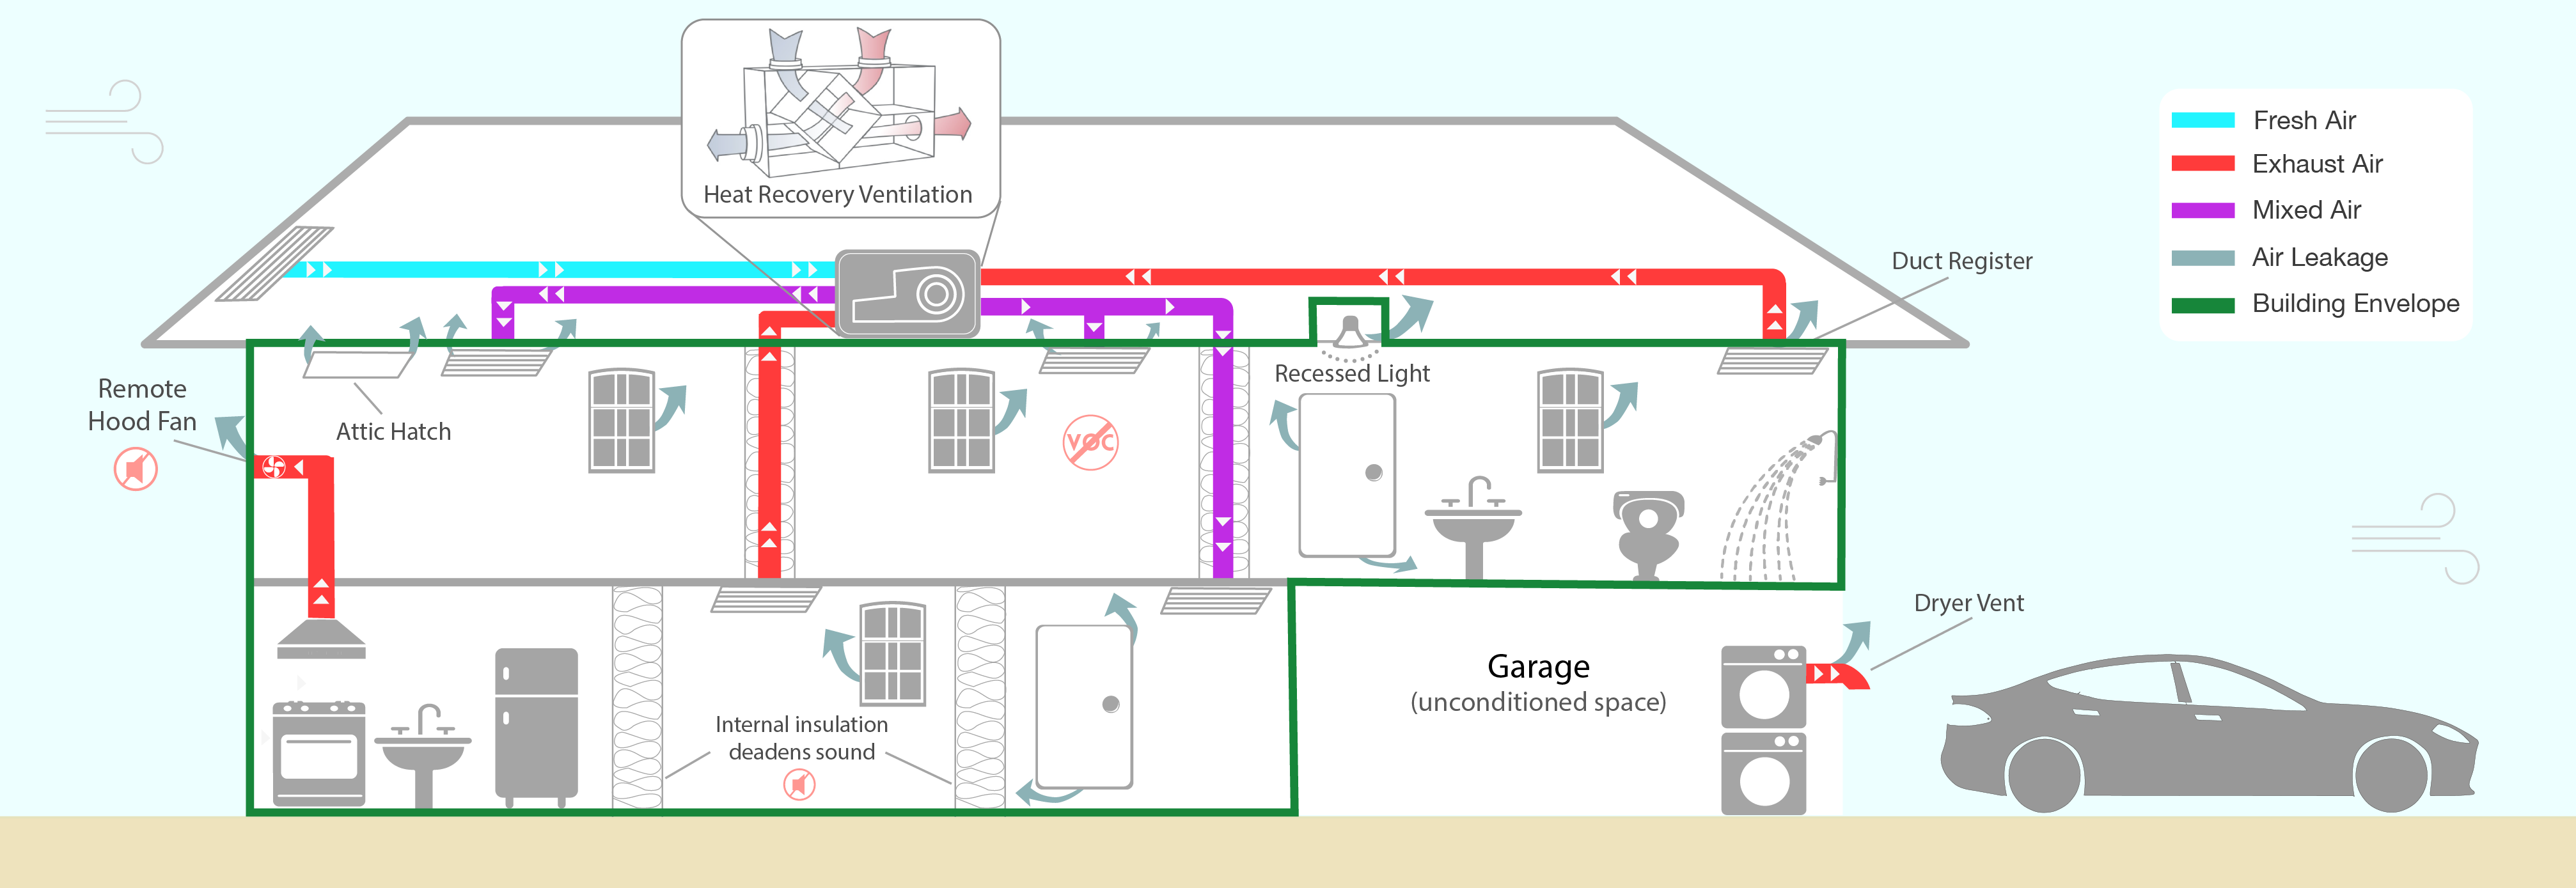 Heat Recovery Ventilation
Fresh Air
Exhaust Air
Mixed Air
Air Leakage
Building Envelope
Duct Register
Remote
Hood Fan
Attic Hatch
Recessed Light
VOC
Dryer Vent
Garage
(unconditioned space)
Internal insulation
deadens sound